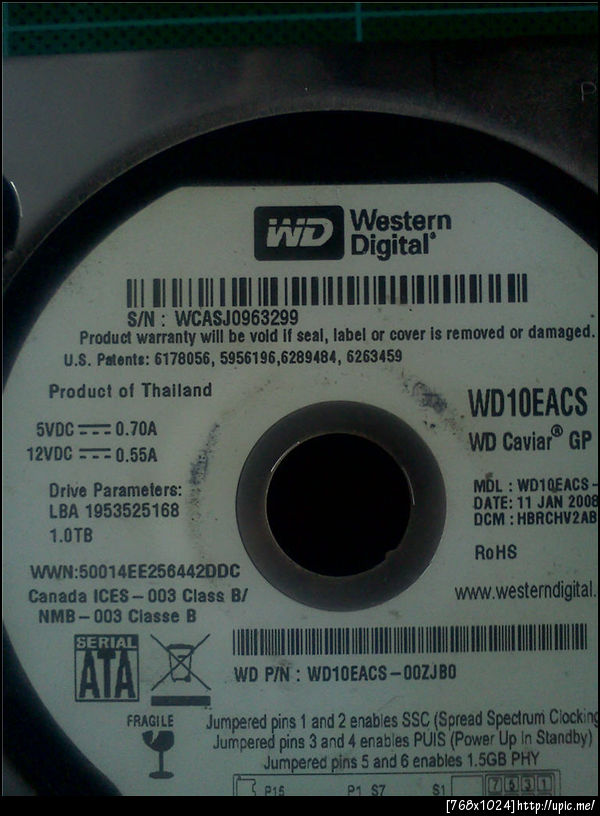 P
WD Western Digital®
S/N : WCASJ0963299
Product warranty will be void if seal, label or cover is removed or damaged.
U.S. Patents: 6178056, 5956196,6289484, 6263459
Product of Thailand
WD10EACS
5VDC 0.70A
WD Caviar® GP
12VDC 0.55A
MDL : WD10EACS-
Drive Parameters:
DATE: 11 JAN 2008
LBA 1953525168
DCM : HBRCHV2AB
1.0TB
RoHS
WWN:50014EE256442DDC
Canada ICES-003 Class B/
www.westerndigital.
NMB-003 Classe B
SERIAL
ATA
WD P/N : WD10EACS-00ZJB0
FRAGILE
Jumpered pins 1 and 2 enables SSC (Spread Spectrum Clocking
Jumpered pins 3 and 4 enables PUIS (Power Up In Standby)
Jumpered pins 5 and 6 enables 1.5GB PHY
P15 P1 S7 S1 7 5 3 1
[768x1024]http://upic.me/